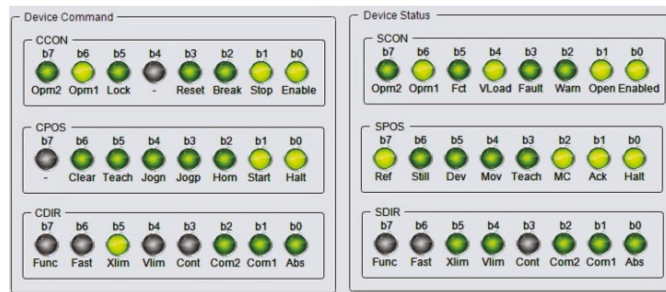 Device Command
CCON
b7 b6 b5 b4 b3 b2 b1 b0
Opm2 Opm1 Lock - Reset Break Stop Enable
CPOS
b7 b6 b5 b4 b3 b2 b1 b0
- Clear Teach Jogn Jogp Hom Start Halt
CDIR
b7 b6 b5 b4 b3 b2 b1 b0
Func Fast Xlim Vlim Cont Com2 Com1 Abs
Device Status
SCON
b7 b6 b5 b4 b3 b2 b1 b0
Opm2 Opm1 Fct VLoad Fault Warn Open Enabled
SPOS
b7 b6 b5 b4 b3 b2 b1 b0
Ref Still Dev Mov Teach MC Ack Halt
SDIR
b7 b6 b5 b4 b3 b2 b1 b0
Func Fast Xlim Vlim Cont Com2 Com1 Abs